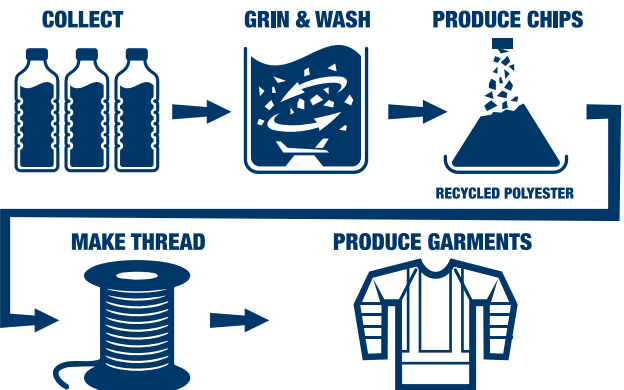 COLLECT
GRIN & WASH
PRODUCE CHIPS
RECYCLED POLYESTER
MAKE THREAD
PRODUCE GARMENTS